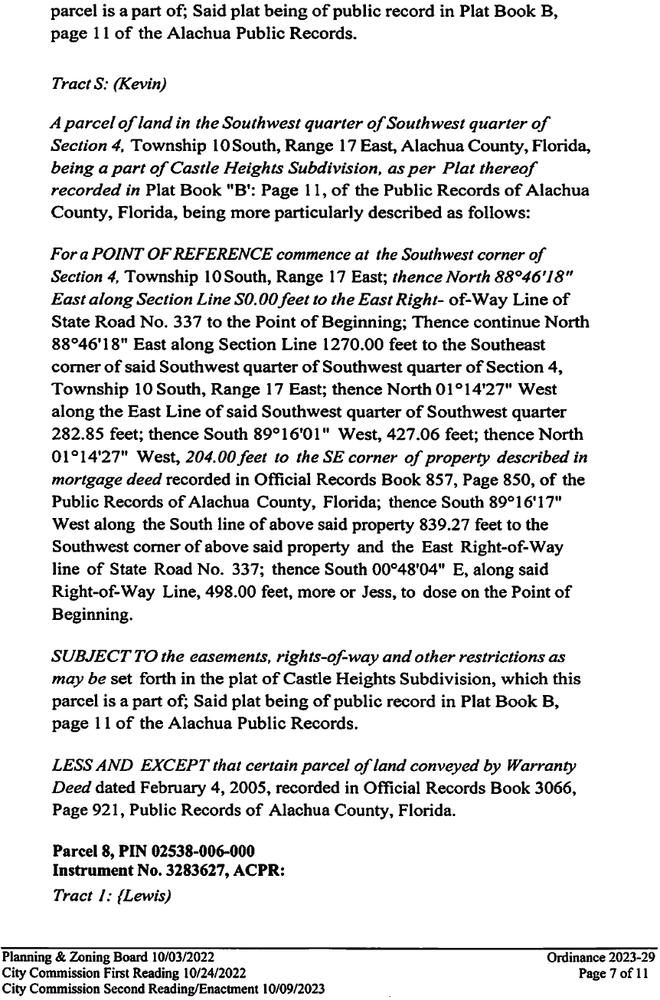 parcel is a part of; Said plat being of public record in Plat Book B,
page 11 of the Alachua Public Records.
Tract S: (Kevin)
A parcel of land in the Southwest quarter of Southwest quarter of
Section 4, Township 10 South, Range 17 East, Alachua County, Florida,
being a part of Castle Heights Subdivision, as per Plat thereof
recorded in Plat Book "B': Page 11, of the Public Records of Alachua
County, Florida, being more particularly described as follows:
For a POINT OF REFERENCE commence at the Southwest corner of
Section 4, Township 10 South, Range 17 East; thence North 88°46'18"
East along Section Line S0.00 feet to the East Right- of-Way Line of
State Road No. 337 to the Point of Beginning; Thence continue North
88°46'18" East along Section Line 1270.00 feet to the Southeast
corner of said Southwest quarter of Southwest quarter of Section 4,
Township 10 South, Range 17 East; thence North 01°14'27" West
along the East Line of said Southwest quarter of Southwest quarter
282.85 feet; thence South 89°16'01" West, 427.06 feet; thence North
01°14'27" West, 204.00 feet to the SE corner of property described in
mortgage deed recorded in Official Records Book 857, Page 850, of the
Public Records of Alachua County, Florida; thence South 89°16'17"
West along the South line of above said property 839.27 feet to the
Southwest corner of above said property and the East Right-of-Way
line of State Road No. 337; thence South 00°48'04" E, along said
Right-of-Way Line, 498.00 feet, more or Jess, to dose on the Point of
Beginning.
SUBJECT TO the easements, rights-of-way and other restrictions as
may be set forth in the plat of Castle Heights Subdivision, which this
parcel is a part of; Said plat being of public record in Plat Book B,
page 11 of the Alachua Public Records.
LESS AND EXCEPT that certain parcel of land conveyed by Warranty
Deed dated February 4, 2005, recorded in Official Records Book 3066,
Page 921, Public Records of Alachua County, Florida.
Parcel 8, PIN 02538-006-000
Instrument No. 3283627, ACPR:
Tract 1: {Lewis)
Planning & Zoning Board 10/03/2022 Ordinance 2023-29
City Commission First Reading 10/24/2022 Page 7 of 11
City Commission Second Reading/Enactment 10/09/2023